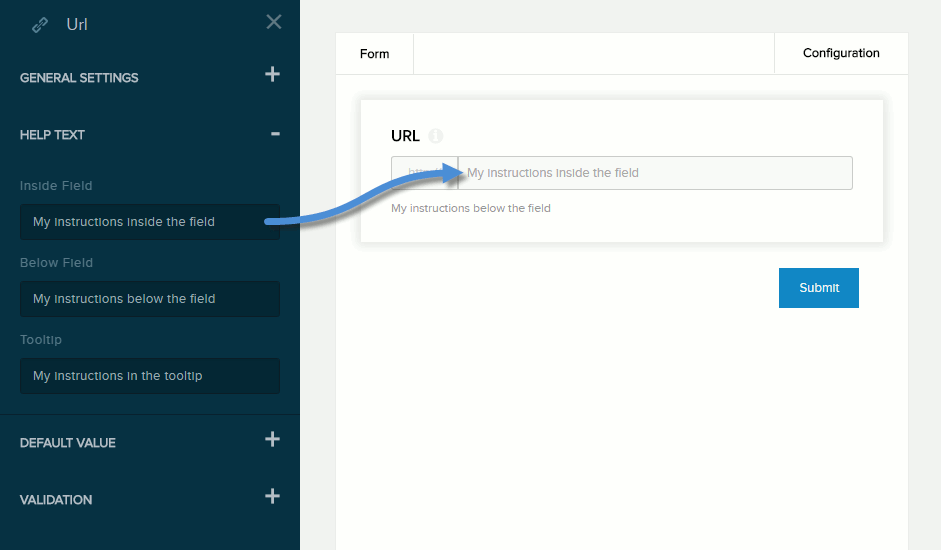 Url
GENERAL SETTINGS
HELP TEXT
Inside Field
My instructions inside the field
Below Field
My instructions below the field
Tooltip
My instructions in the tooltip
DEFAULT VALUE
VALIDATION
Form
Configuration
URL
My instructions inside the field
My instructions below the field
Submit